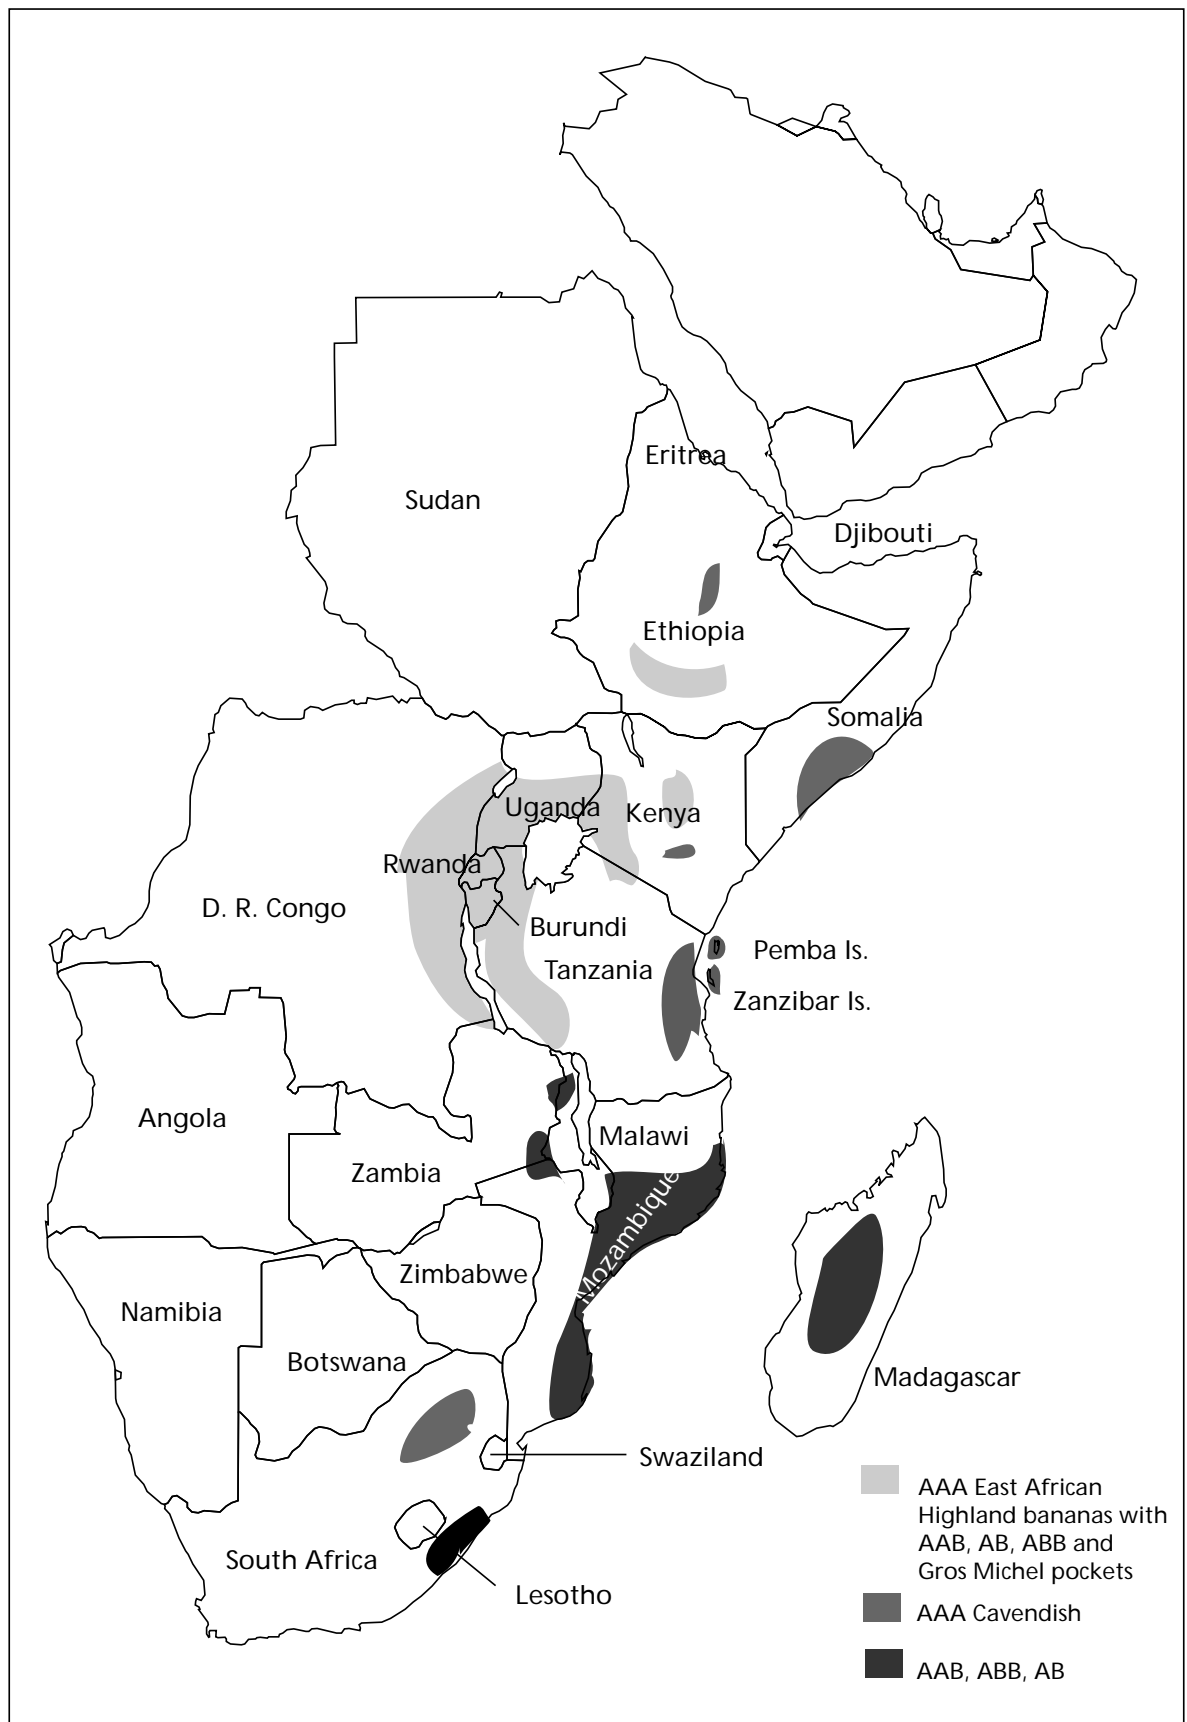 Eritrea
Sudan
Djibouti
Ethiopia
Somalia
Uganda
Kenya
Rwanda
D. R. Congo
Burundi
Pemba Is.
Tanzania
Zanzibar Is.
Angola
Malawi
Zambia
Mozambique
Zimbabwe
Namibia
Botswana
Madagascar
Swaziland
South Africa
Lesotho
AAA East African
Highland bananas with
AAB, AB, ABB and
Gros Michel pockets
AAA Cavendish
AAB, ABB, AB